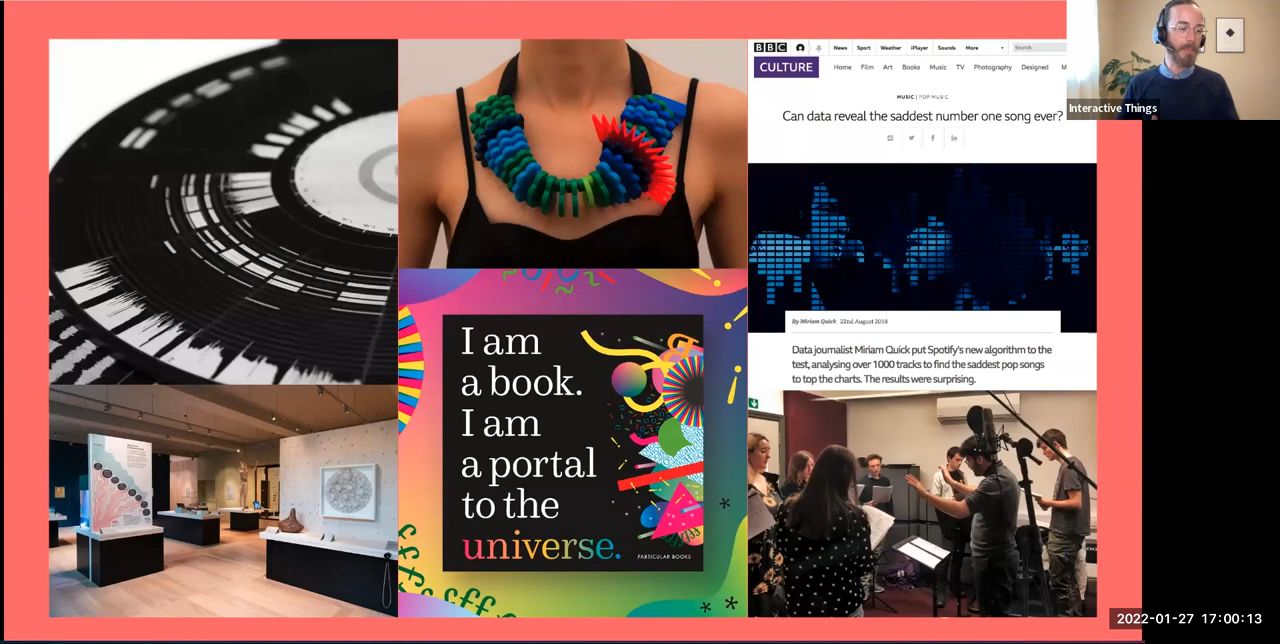 BBC
News
Sport
Weather
iPlayer
Sounds
More
Search
CULTURE
Home
Film
Art
Books
Music
TV
Photography
Designed
M
MUSIC | POP MUSIC
Can data reveal the saddest number one song ever?
By Miriam Quick 22nd August 2018
Data journalist Miriam Quick put Spotify's new algorithm to the
test, analysing over 1000 tracks to find the saddest pop songs
to top the charts. The results were surprising.
I am
a book.
I am
a portal
to the
universe.
PARTICULAR BOOKS
Interactive Things
2022-01-27 17:00:13